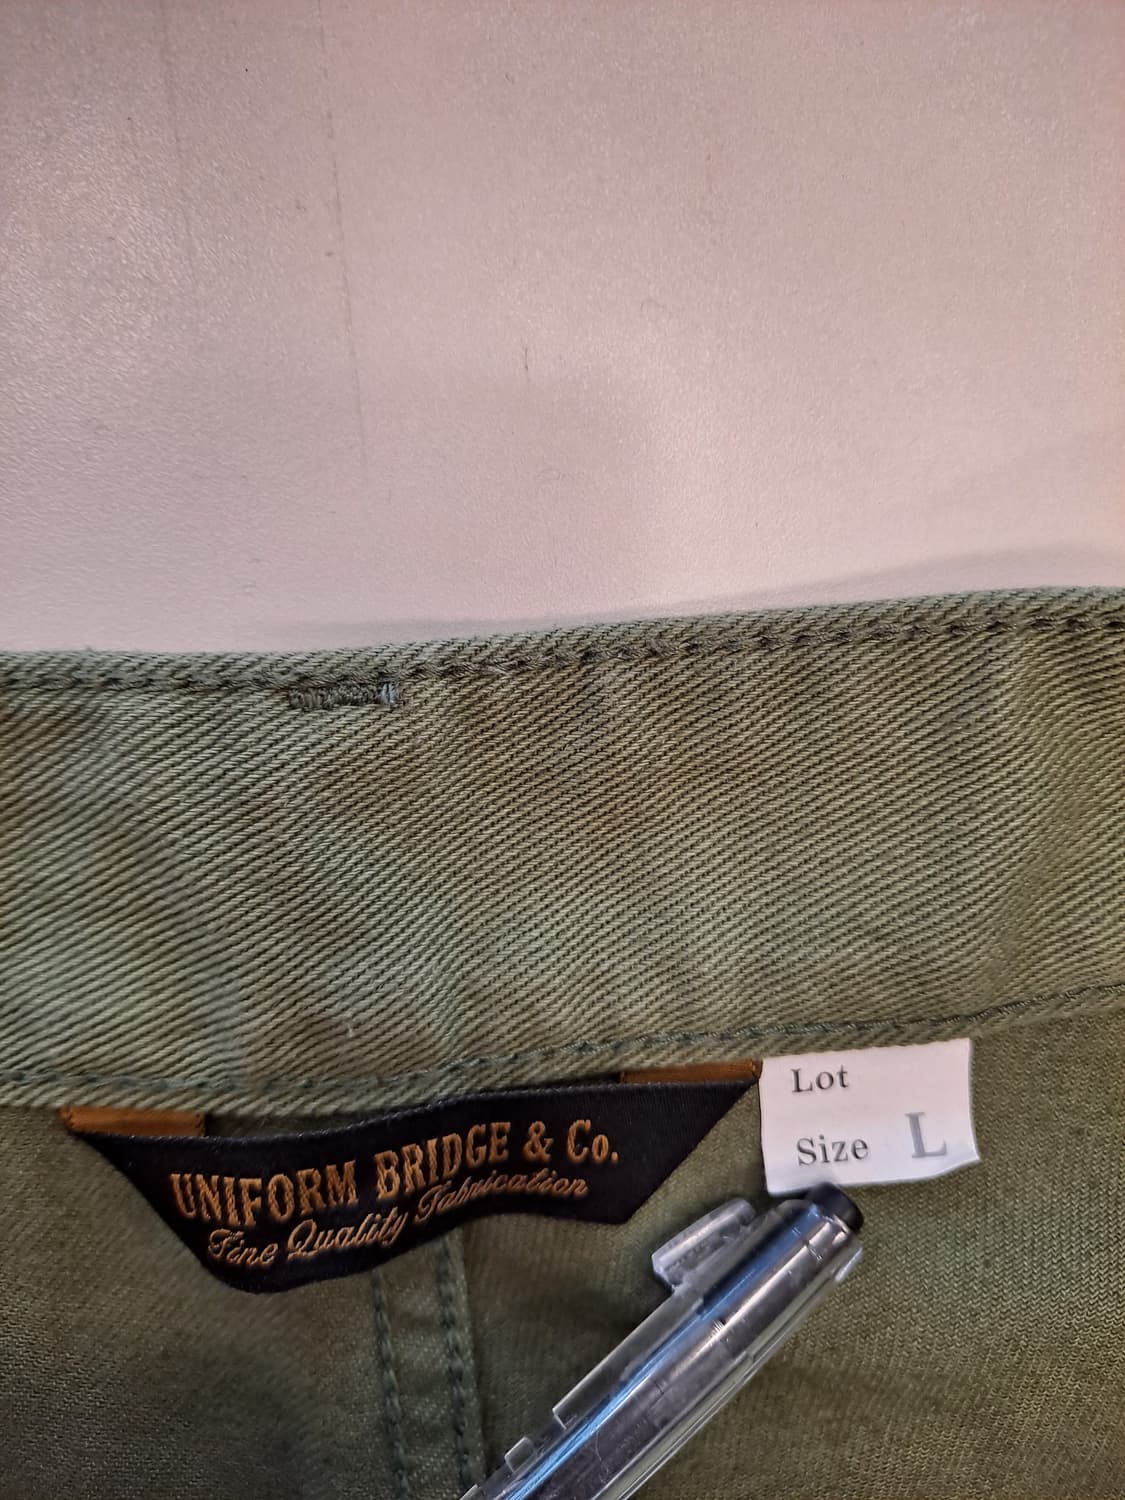 UNIFORM BRIDGE & Co.
Fine Quality Fabrication
Lot
Size L